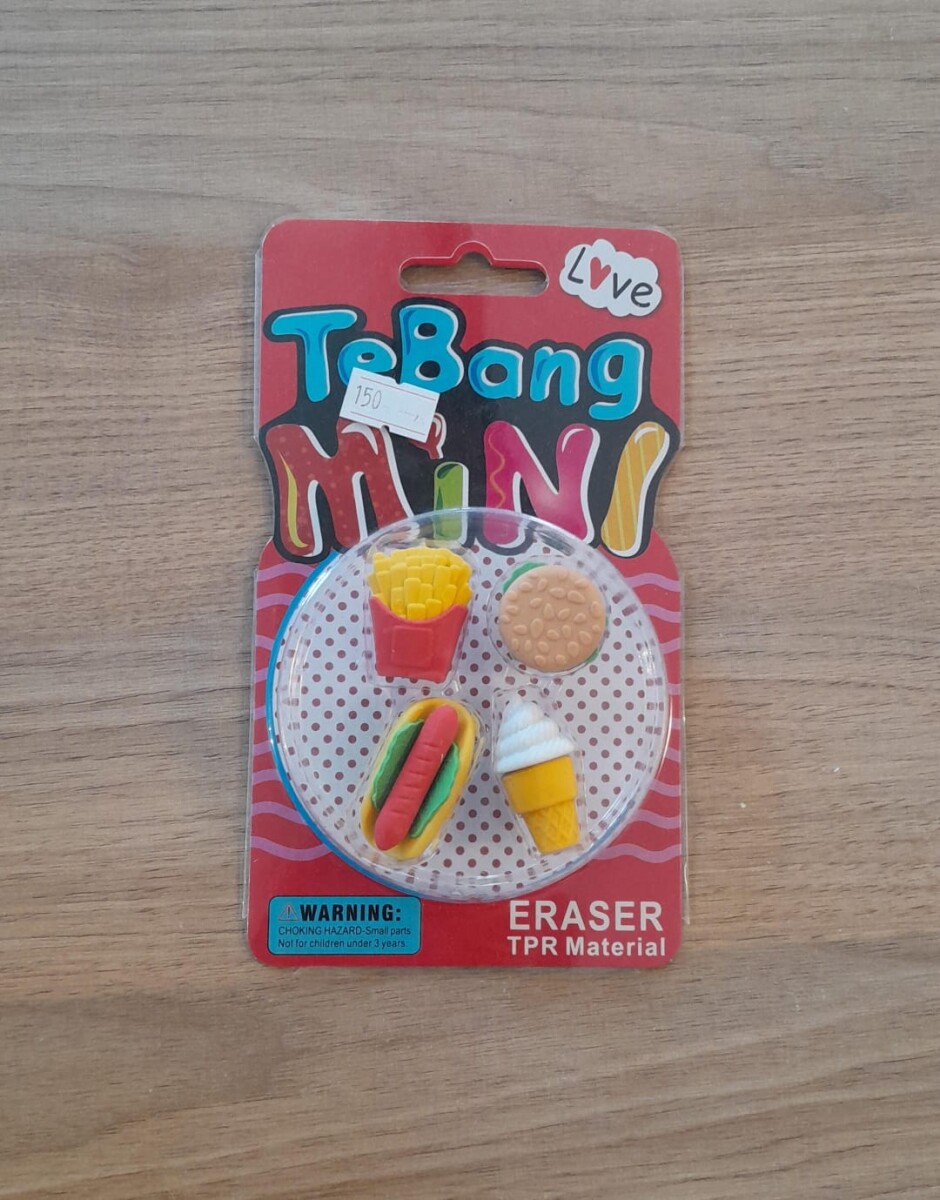 Love
TeBang
150
MiNI
WARNING:
CHOKING HAZARD-Small parts.
Not for children under 3 years.
ERASER
TPR Material